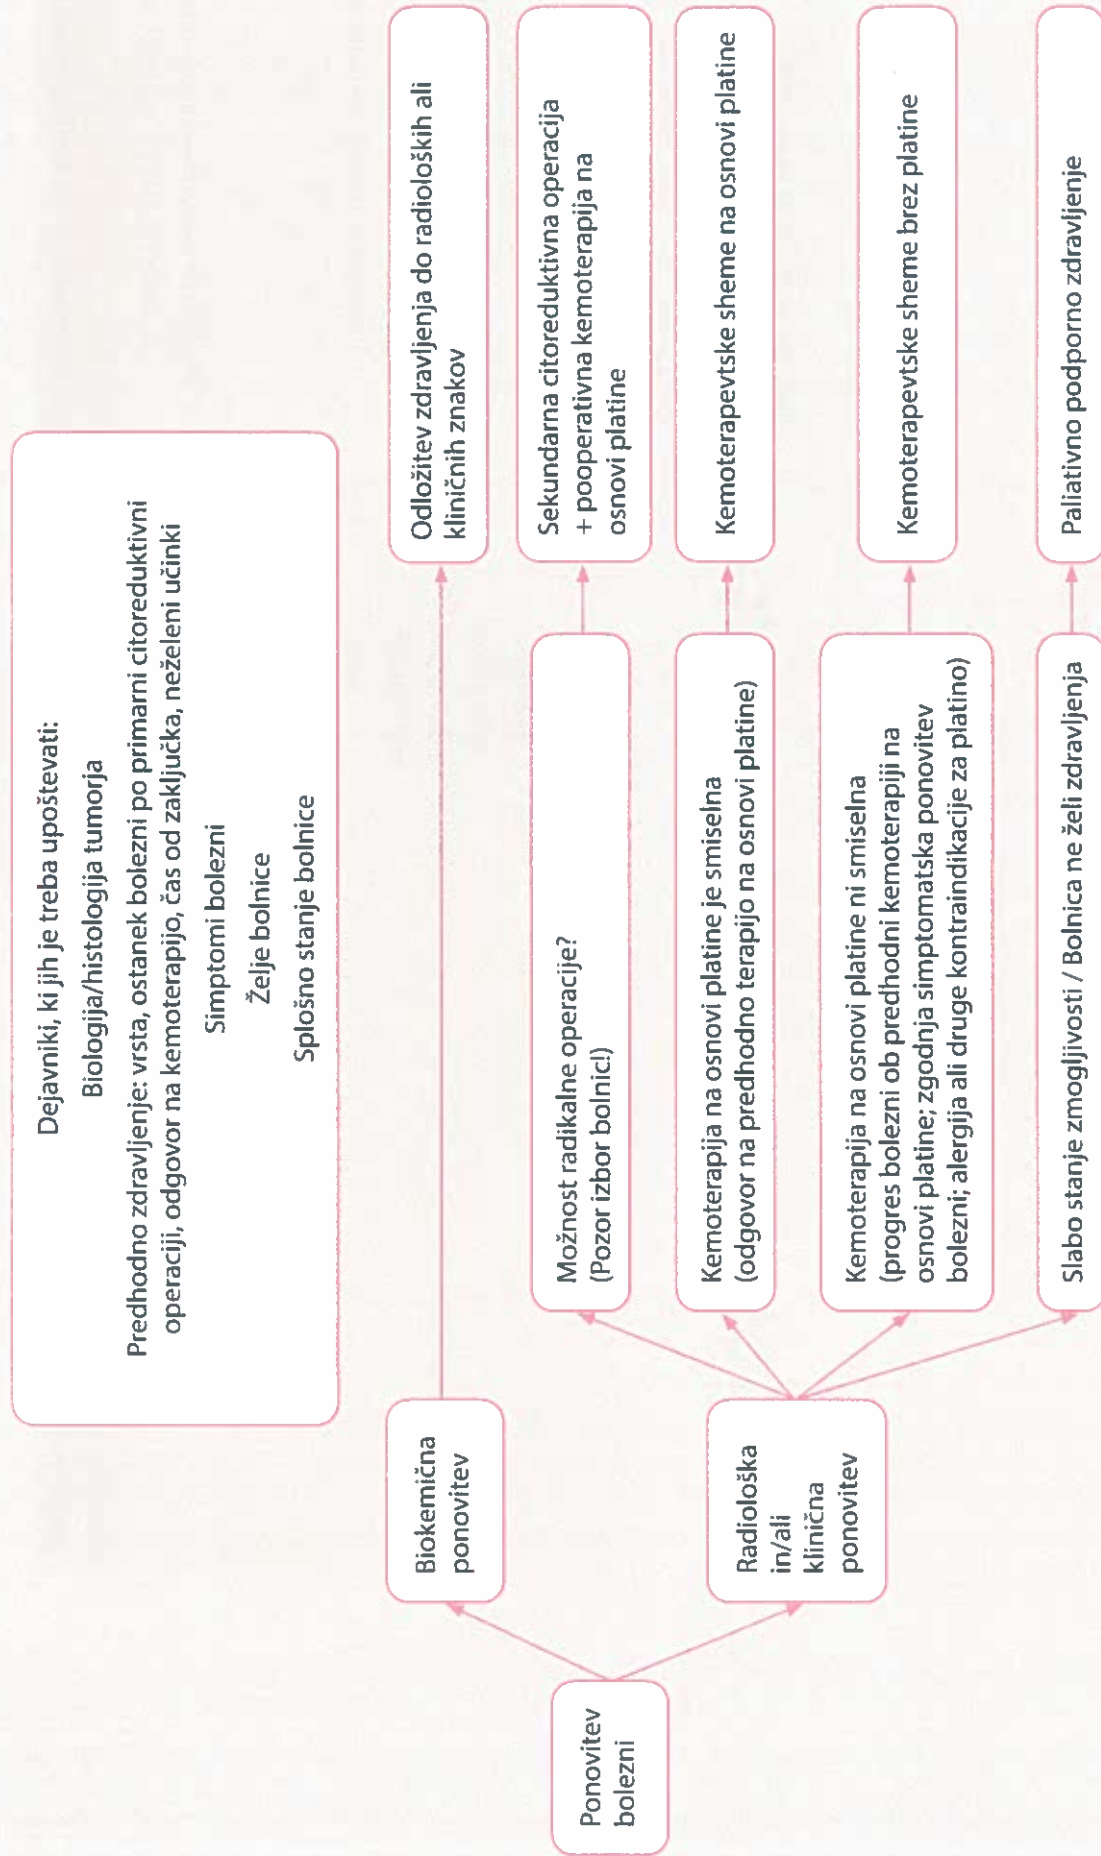 Dejavniki, ki jih je treba upoštevati:
Biologija/histologija tumorja
Predhodno zdravljenje: vrsta, ostanek bolezni po primarni citoreduktivni
operaciji, odgovor na kemoterapijo, čas od zaključka, neželeni učinki
Simptomi bolezni
Želje bolnice
Splošno stanje bolnice
Ponovitev
bolezni
Biokemična
ponovitev
Odložitev zdravljenja do radioloških ali
kliničnih znakov
Radiološka
in/ali
klinična
ponovitev
Možnost radikalne operacije?
(Pozor izbor bolnic!)
Sekundarna citoreduktivna operacija
+ pooperativna kemoterapija na
osnovi platine
Kemoterapija na osnovi platine je smiselna
(odgovor na predhodno terapijo na osnovi platine)
Kemoterapevtske sheme na osnovi platine
Kemoterapija na osnovi platine ni smiselna
(progres bolezni ob predhodni kemoterapiji na
osnovi platine; zgodnja simptomatska ponovitev
bolezni; alergija ali druge kontraindikacije za platino)
Kemoterapevtske sheme brez platine
Slabo stanje zmogljivosti / Bolnica ne želi zdravljenja
Paliativno podporno zdravljenje